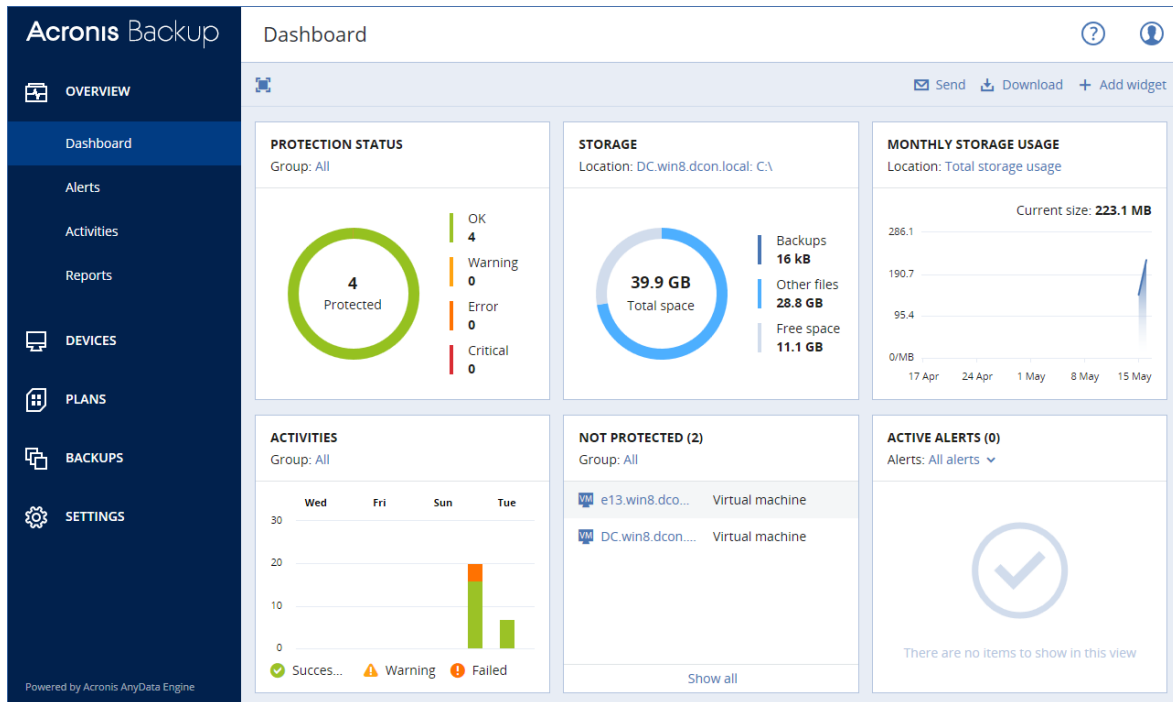 Acronis Backup
Dashboard
OVERVIEW
Send
Download
+ Add widget
Dashboard
Alerts
Activities
Reports
DEVICES
PLANS
BACKUPS
SETTINGS
Powered by Acronis AnyData Engine
PROTECTION STATUS
Group: All
4
Protected
OK
4
Warning
0
Error
0
Critical
0
STORAGE
Location: DC.win8.dcon.local: C:\
39.9 GB
Total space
Backups
16 kB
Other files
28.8 GB
Free space
11.1 GB
MONTHLY STORAGE USAGE
Location: Total storage usage
Current size: 223.1 MB
286.1
190.7
95.4
0/MB
17 Apr 24 Apr 1 May 8 May 15 May
ACTIVITIES
Group: All
Wed Fri Sun Tue
30
20
10
0
Succes... Warning Failed
NOT PROTECTED (2)
Group: All
VM e13.win8.dco... Virtual machine
VM DC.win8.dcon.... Virtual machine
Show all
ACTIVE ALERTS (0)
Alerts: All alerts
There are no items to show in this view